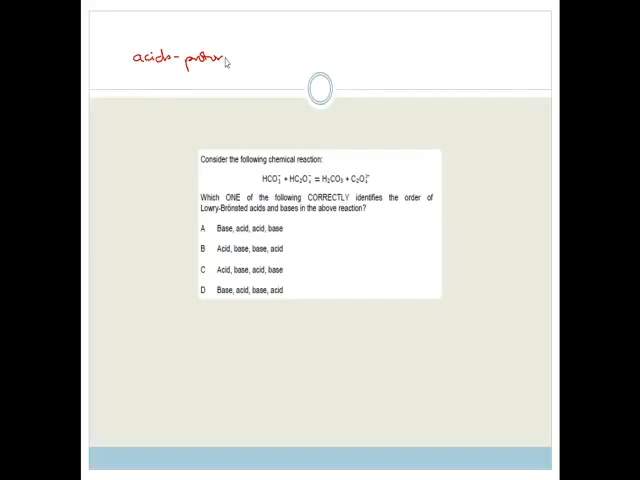 acids - proton
Consider the following chemical reaction:
HCO₃⁻ + HC₂O₄⁻ ⇌ H₂CO₃ + C₂O₄²⁻
Which ONE of the following CORRECTLY identifies the order of
Lowry-Brönsted acids and bases in the above reaction?
A Base, acid, acid, base
B Acid, base, base, acid
C Acid, base, acid, base
D Base, acid, base, acid